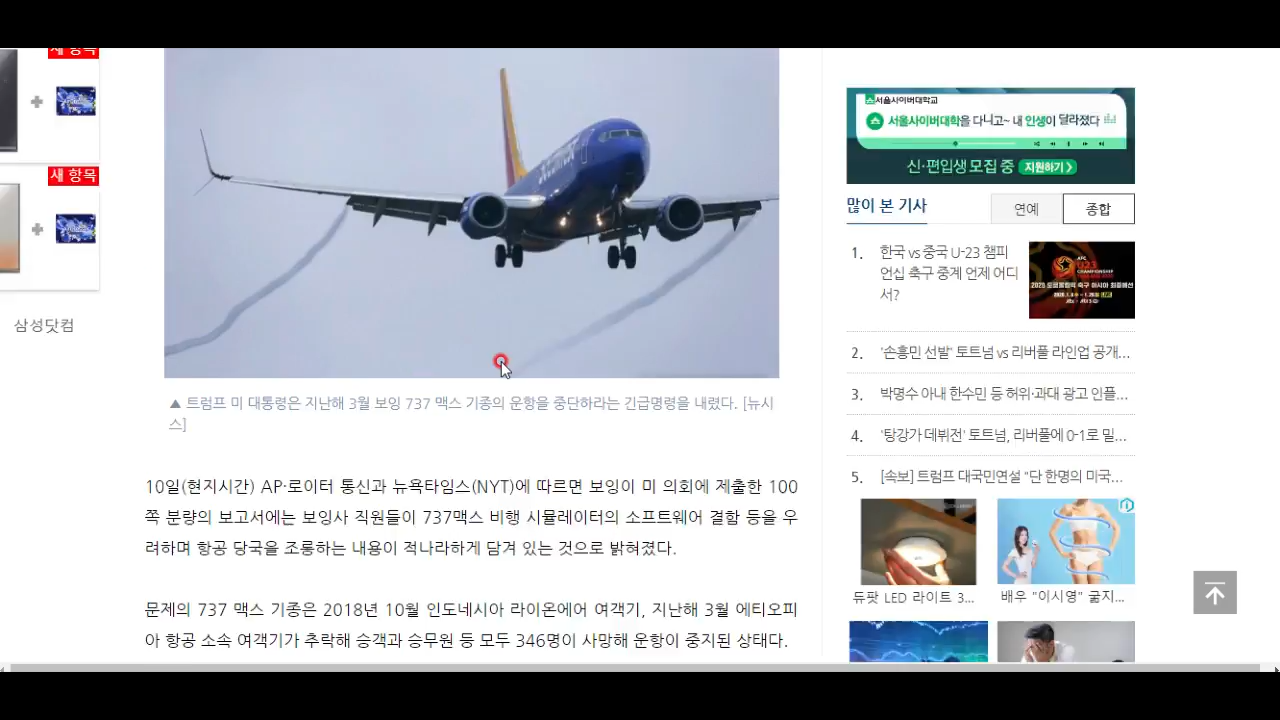 새 항목
새 항목
삼성닷컴
▲ 트럼프 미 대통령은 지난해 3월 보잉 737 맥스 기종의 운항을 중단하라는 긴급명령을 내렸다. [뉴시
스]
10일(현지시간) AP·로이터 통신과 뉴욕타임스(NYT)에 따르면 보잉이 미 의회에 제출한 100
쪽 분량의 보고서에는 보잉사 직원들이 737맥스 비행 시뮬레이터의 소프트웨어 결함 등을 우
려하며 항공 당국을 조롱하는 내용이 적나라하게 담겨 있는 것으로 밝혀졌다.
문제의 737 맥스 기종은 2018년 10월 인도네시아 라이온에어 여객기, 지난해 3월 에티오피
아 항공 소속 여객기가 추락해 승객과 승무원 등 모두 346명이 사망해 운항이 중지된 상태다.
서울사이버대학교
서울사이버대학을 다니고~ 내 인생이 달라졌다
신·편입생 모집 중 지원하기 >
많이 본 기사
연예
종합
1. 한국 vs 중국 U-23 챔피
언십 축구 중계 언제 어디
서?
AFC
U23
CHAMPIONSHIP
2. '손흥민 선발' 토트넘 vs 리버풀 라인업 공개...
3. 박명수 아내 한수민 등 허위·과대 광고 인플...
4. '탕강가 데뷔전' 토트넘, 리버풀에 0-1로 밀...
5. [속보] 트럼프 대국민연설 "단 한명의 미국...
듀팟 LED 라이트 3...
배우 "이시영" 굶지...